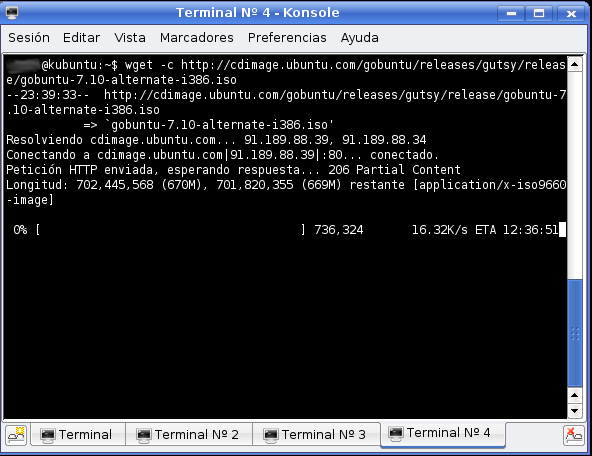 Terminal Nº 4 - Konsole
Sesión Editar Vista Marcadores Preferencias Ayuda
@kubuntu:~$ wget -c http://cdimage.ubuntu.com/gobuntu/releases/gutsy/releas
e/gobuntu-7.10-alternate-i386.iso
--23:39:33-- http://cdimage.ubuntu.com/gobuntu/releases/gutsy/release/gobuntu-7
.10-alternate-i386.iso
=> `gobuntu-7.10-alternate-i386.iso'
Resolviendo cdimage.ubuntu.com... 91.189.88.39, 91.189.88.34
Conectando a cdimage.ubuntu.com|91.189.88.39|:80... conectado.
Petición HTTP enviada, esperando respuesta... 206 Partial Content
Longitud: 702,445,568 (670M), 701,820,355 (669M) restante [application/x-iso9660
-image]
0% [ ] 736,324 16.32K/s ETA 12:36:51
Terminal Terminal Nº 2 Terminal Nº 3 Terminal Nº 4